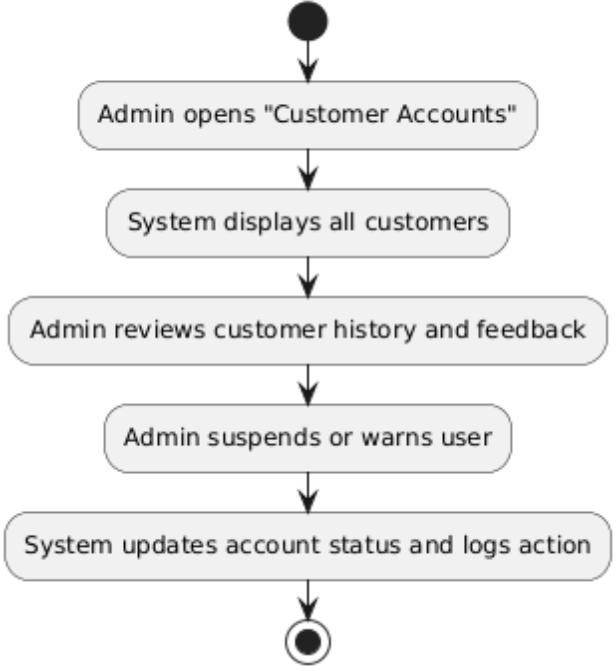 Admin opens "Customer Accounts"
System displays all customers
Admin reviews customer history and feedback
Admin suspends or warns user
System updates account status and logs action